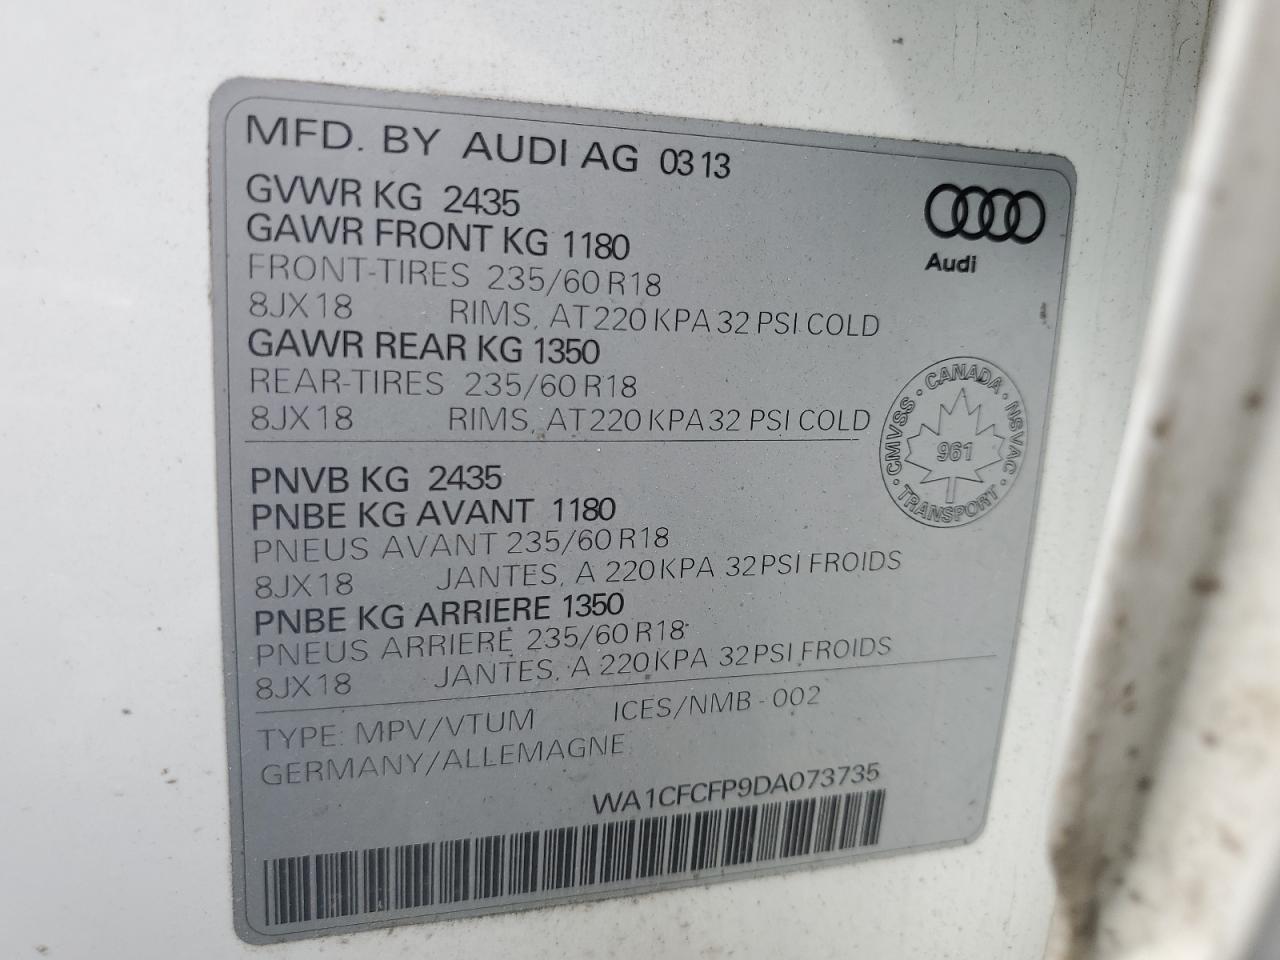 MFD. BY AUDI AG 0313
GVWR KG 2435
GAWR FRONT KG 1180
FRONT-TIRES 235/60 R18
8JX18 RIMS, AT 220 KPA 32 PSI COLD
GAWR REAR KG 1350
REAR-TIRES 235/60 R18
8JX18 RIMS, AT 220 KPA 32 PSI COLD
Audi
CMVSS · CANADA · NSVAC · TRANSPORT ·
961
PNVB KG 2435
PNBE KG AVANT 1180
PNEUS AVANT 235/60 R18
8JX18 JANTES, A 220 KPA 32 PSI FROIDS
PNBE KG ARRIERE 1350
PNEUS ARRIERE 235/60 R18
8JX18 JANTES, A 220 KPA 32 PSI FROIDS
TYPE: MPV/VTUM ICES/NMB - 002
GERMANY/ALLEMAGNE
WA1CFCFP9DA073735